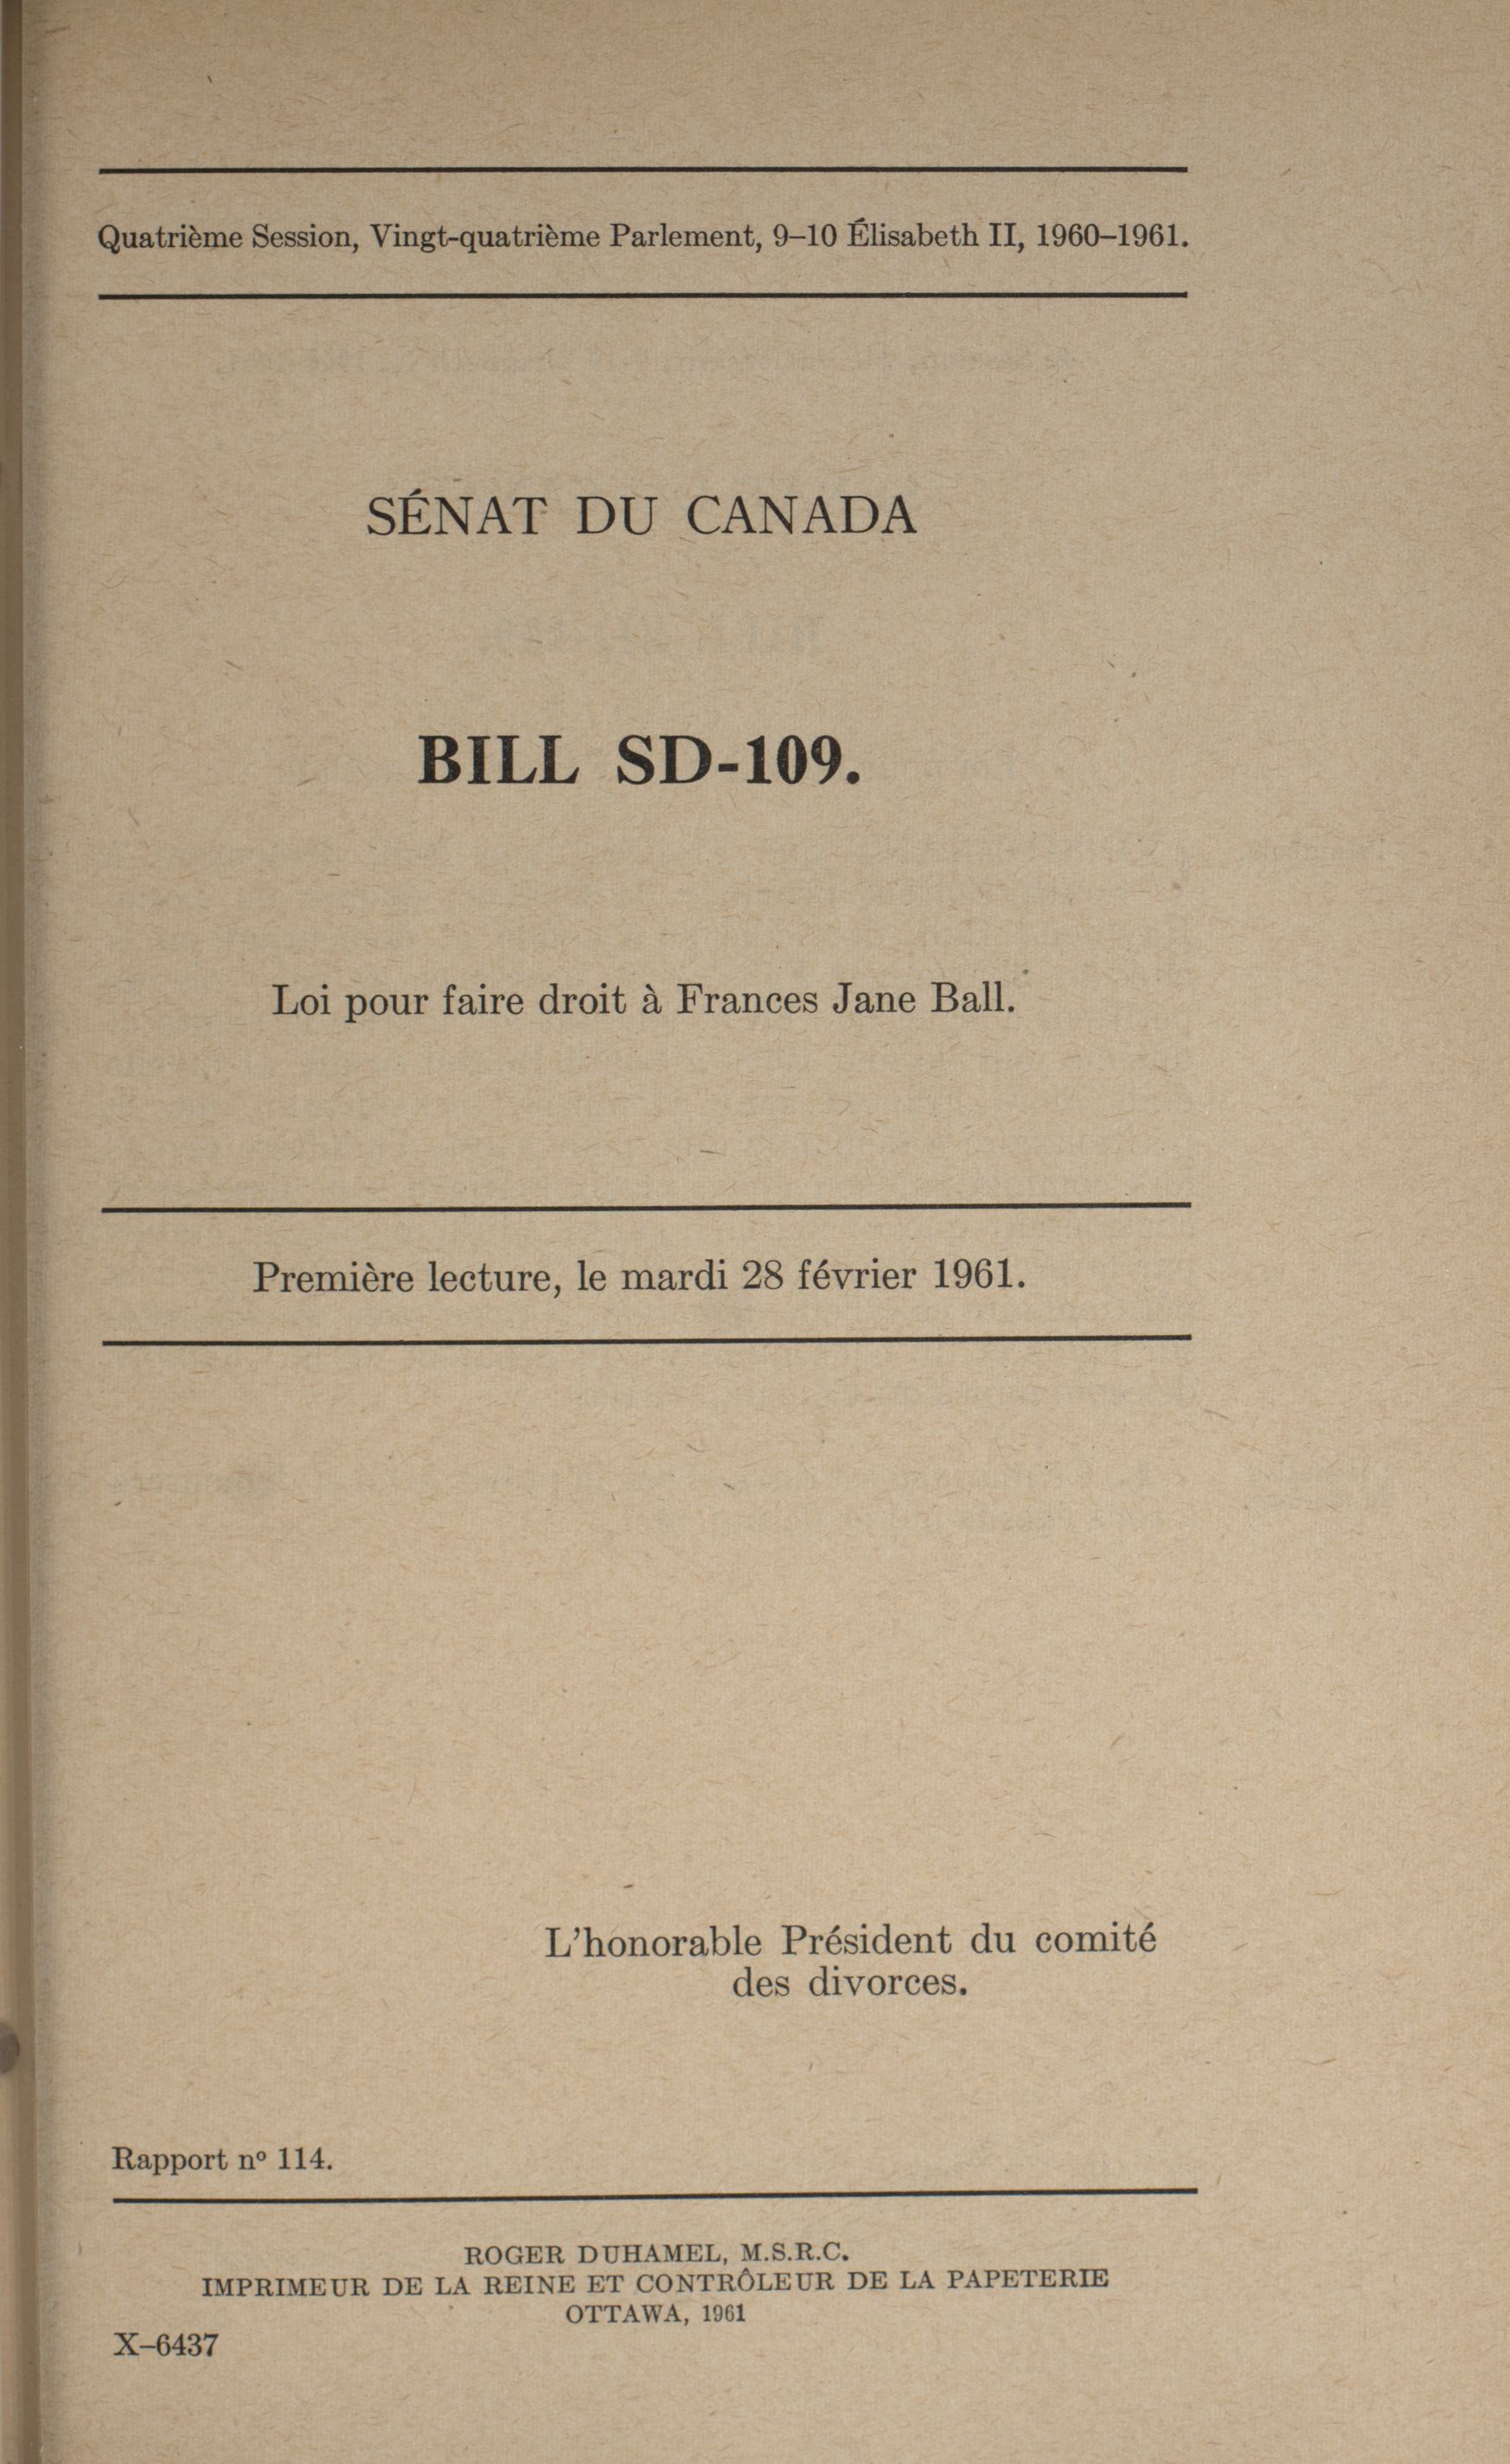 Quatrième Session, Vingt-quatrième Parlement, 9–10 Élisabeth II, 1960–1961.
SÉNAT DU CANADA
BILL SD-109.
Loi pour faire droit à Frances Jane Ball.
Première lecture, le mardi 28 février 1961.
L'honorable Président du comité
des divorces.
Rapport nº 114.
ROGER DUHAMEL, M.S.R.C.
IMPRIMEUR DE LA REINE ET CONTRÔLEUR DE LA PAPETERIE
OTTAWA, 1961
X–6437